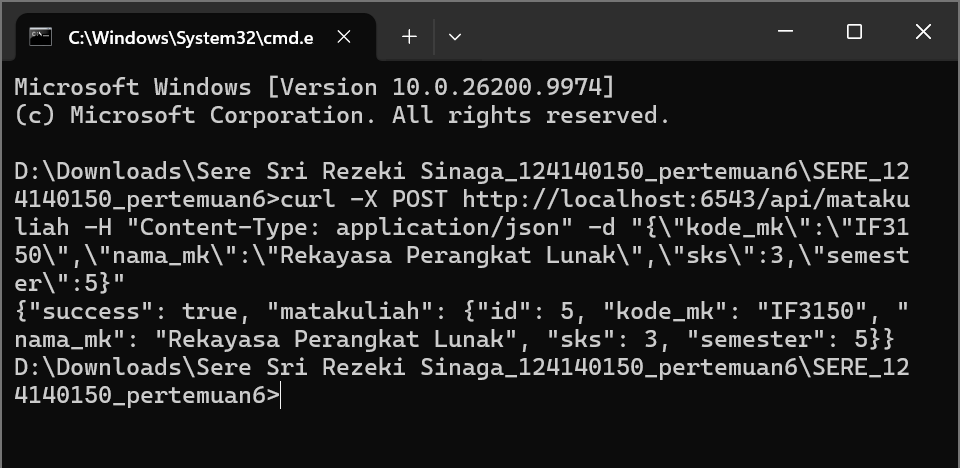 C:\Windows\System32\cmd.e
Microsoft Windows [Version 10.0.26200.9974]
(c) Microsoft Corporation. All rights reserved.
D:\Downloads\Sere Sri Rezeki Sinaga_124140150_pertemuan6\SERE_12
4140150_pertemuan6>curl -X POST http://localhost:6543/api/mataku
liah -H "Content-Type: application/json" -d "{\"kode_mk\":\"IF31
50\",\"nama_mk\":\"Rekayasa Perangkat Lunak\",\"sks\":3,\"semest
er\":5}"
{"success": true, "matakuliah": {"id": 5, "kode_mk": "IF3150", "
nama_mk": "Rekayasa Perangkat Lunak", "sks": 3, "semester": 5}}
D:\Downloads\Sere Sri Rezeki Sinaga_124140150_pertemuan6\SERE_12
4140150_pertemuan6>